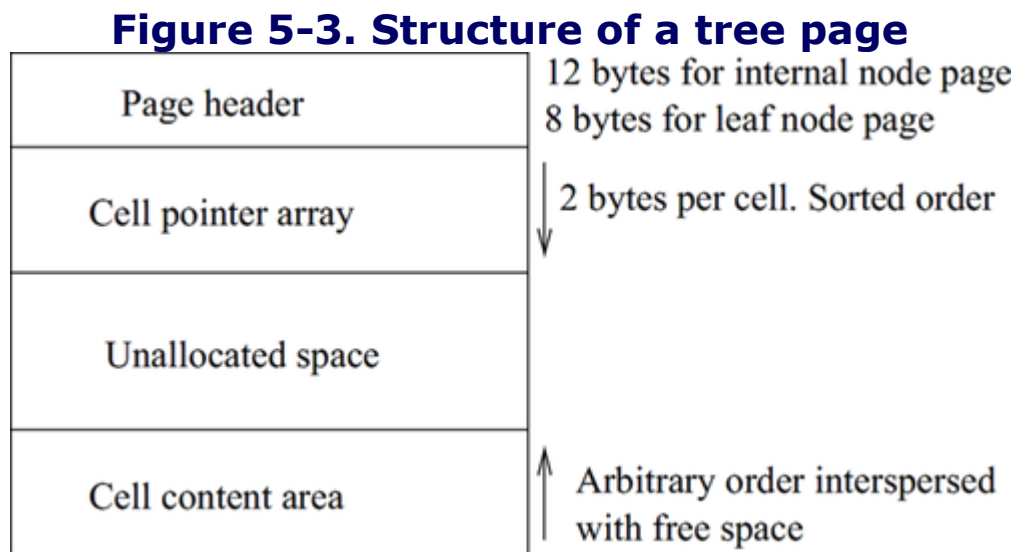 Figure 5-3. Structure of a tree page
Page header
12 bytes for internal node page
8 bytes for leaf node page
Cell pointer array
2 bytes per cell. Sorted order
Unallocated space
Cell content area
Arbitrary order interspersed
with free space